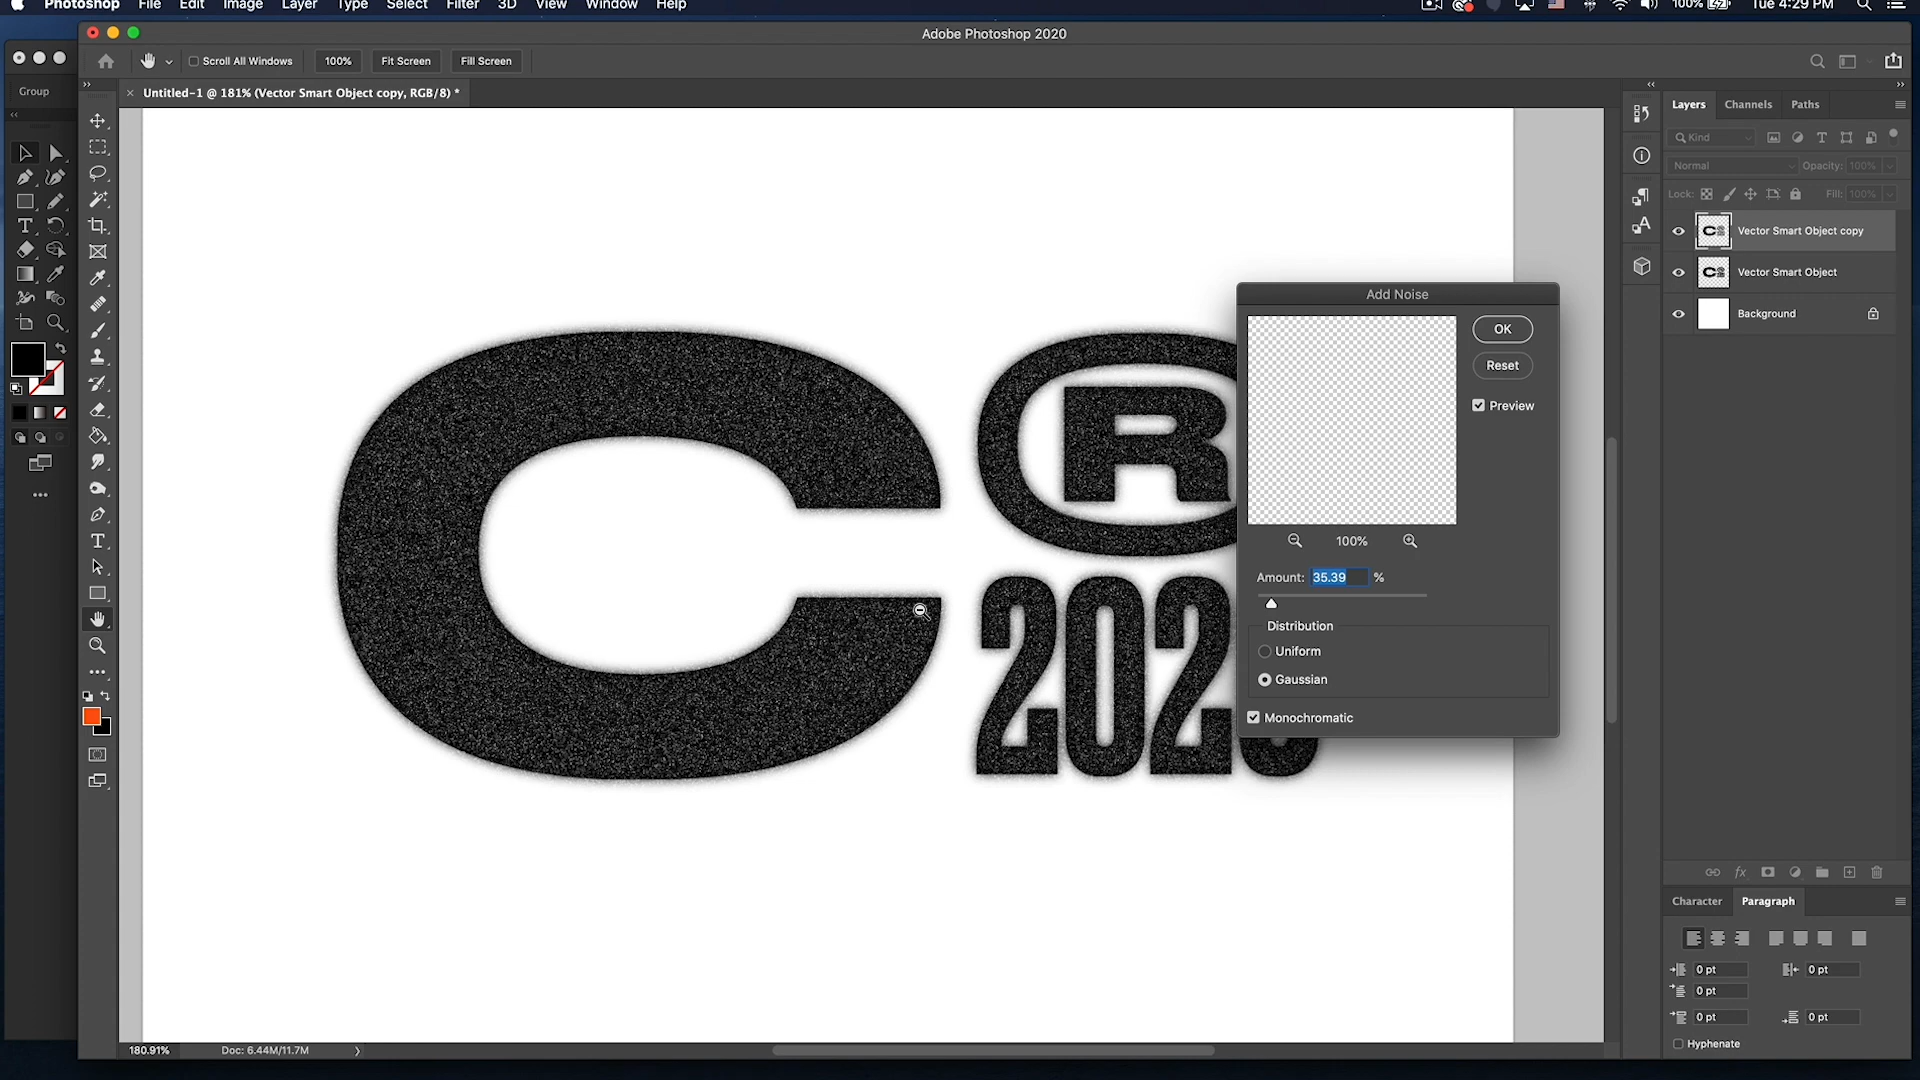 Photoshop File Edit Image Layer Type Select Filter 3D View Window Help 100% Tue 4:29 PM
Adobe Photoshop 2020
Scroll All Windows 100% Fit Screen Fill Screen
Group
× Untitled-1 @ 181% (Vector Smart Object copy, RGB/8) *
Layers Channels Paths
Kind
Normal Opacity: 100%
Lock: Fill: 100%
Vector Smart Object copy
Vector Smart Object
Background
C
R
202
Add Noise
OK
Reset
Preview
100%
Amount: 35.39 %
Distribution
Uniform
Gaussian
Monochromatic
fx
Character Paragraph
0 pt 0 pt
0 pt
0 pt 0 pt
Hyphenate
180.91% Doc: 6.44M/11.7M